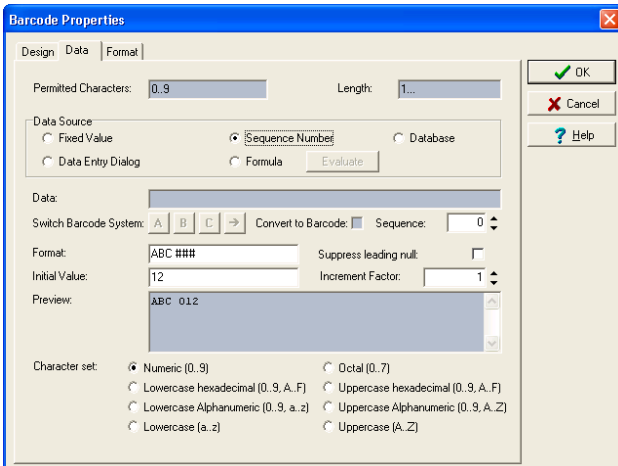 Barcode Properties
Design Data Format
Permitted Characters: 0..9 Length: 1...
OK
Cancel
Help
Data Source
Fixed Value Sequence Number Database
Data Entry Dialog Formula Evaluate
Data:
Switch Barcode System: A B C → Convert to Barcode: Sequence: 0
Format: ABC ### Suppress leading null:
Initial Value: 12 Increment Factor: 1
Preview: ABC 012
Character set: Numeric (0..9) Octal (0..7)
Lowercase hexadecimal (0..9, A..F) Uppercase hexadecimal (0..9, A..F)
Lowercase Alphanumeric (0..9, a..z) Uppercase Alphanumeric (0..9, A..Z)
Lowercase (a..z) Uppercase (A..Z)